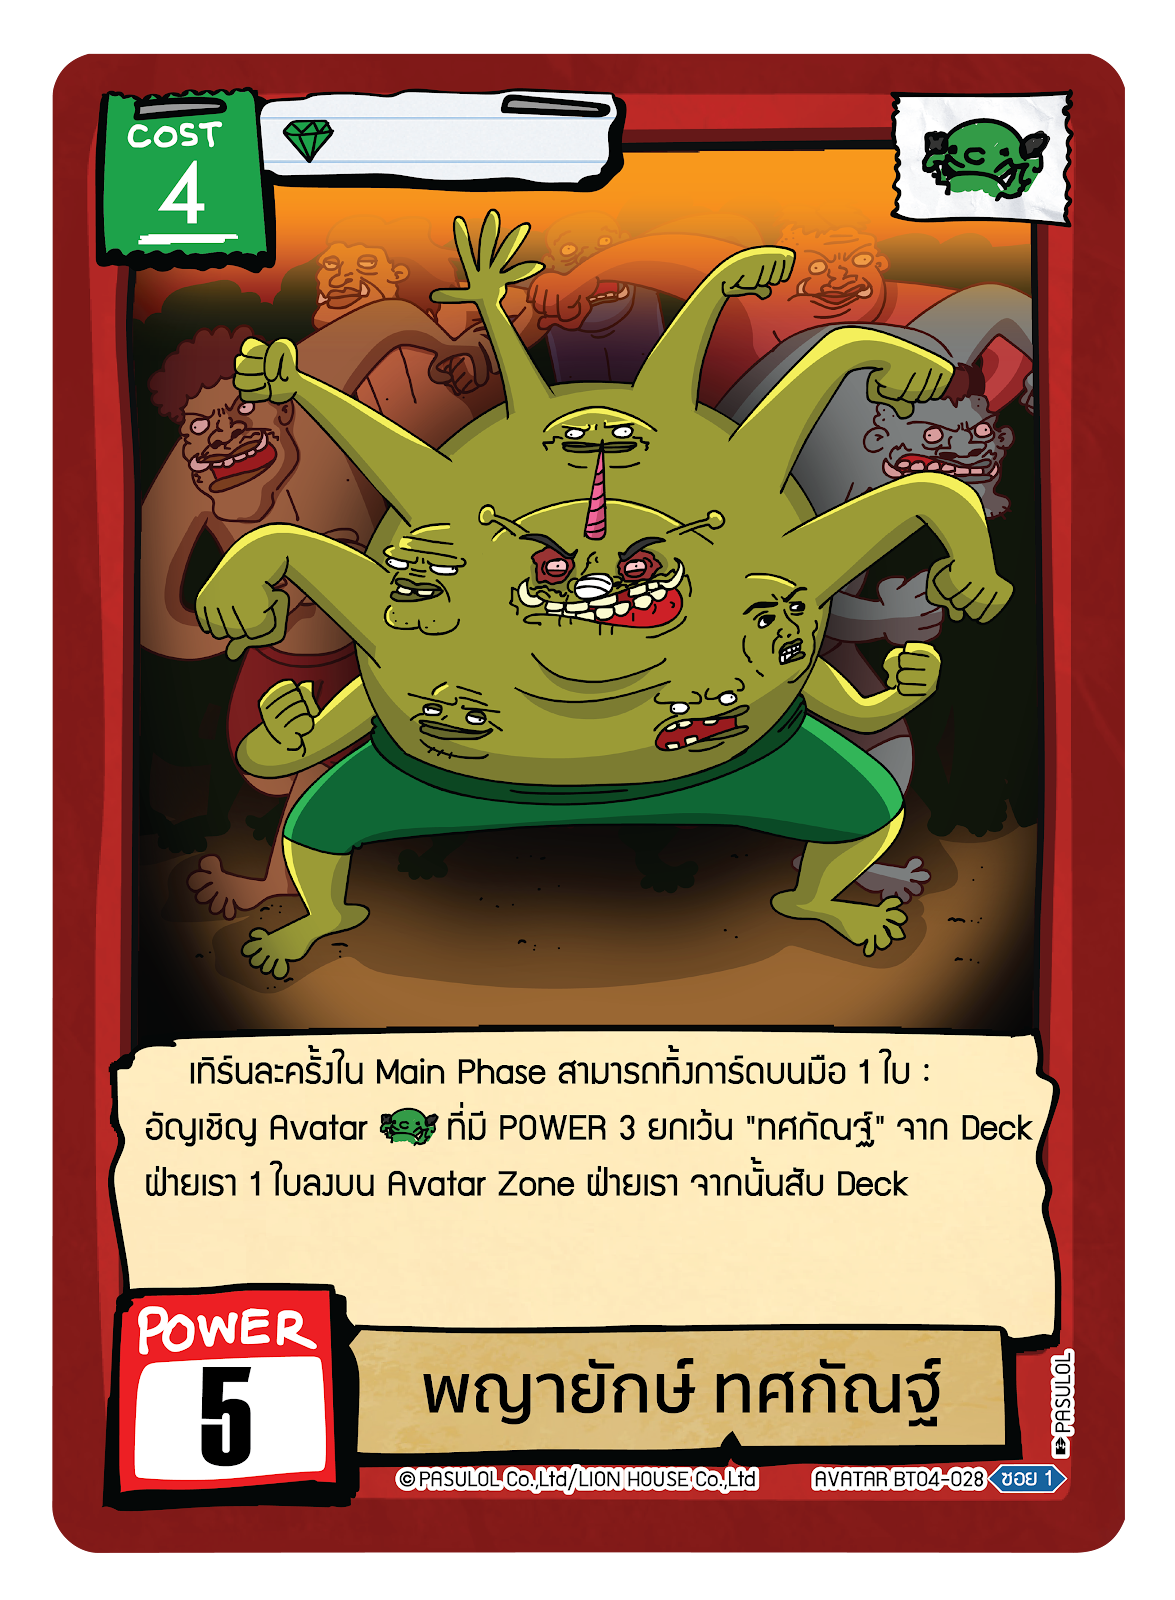 COST
4
เทิร์นละครั้งใน Main Phase สามารถทิ้งการ์ดบนมือ 1 ใบ :
อัญเชิญ Avatar ที่มี POWER 3 ยกเว้น "ทศกัณฐ์" จาก Deck
ฝ่ายเรา 1 ใบลงบน Avatar Zone ฝ่ายเรา จากนั้นสับ Deck
POWER
5
พญายักษ์ ทศกัณฐ์
PASULOL
© PASULOL Co.,Ltd/LION HOUSE Co.,Ltd
AVATAR BT04-028 ซอย 1